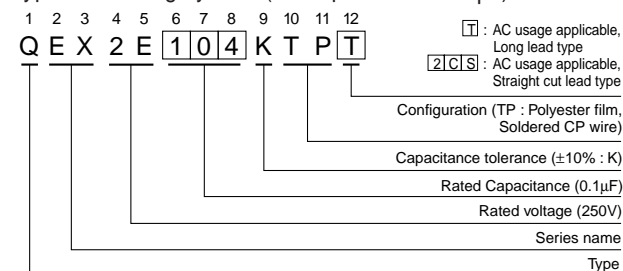 1 2 3 4 5 6 7 8 9 10 11 12
Q E X 2 E 1 0 4 K T P T
T : AC usage applicable,
Long lead type
2 C S : AC usage applicable,
Straight cut lead type
Configuration (TP : Polyester film,
Soldered CP wire)
Capacitance tolerance (±10% : K)
Rated Capacitance (0.1μF)
Rated voltage (250V)
Series name
Type